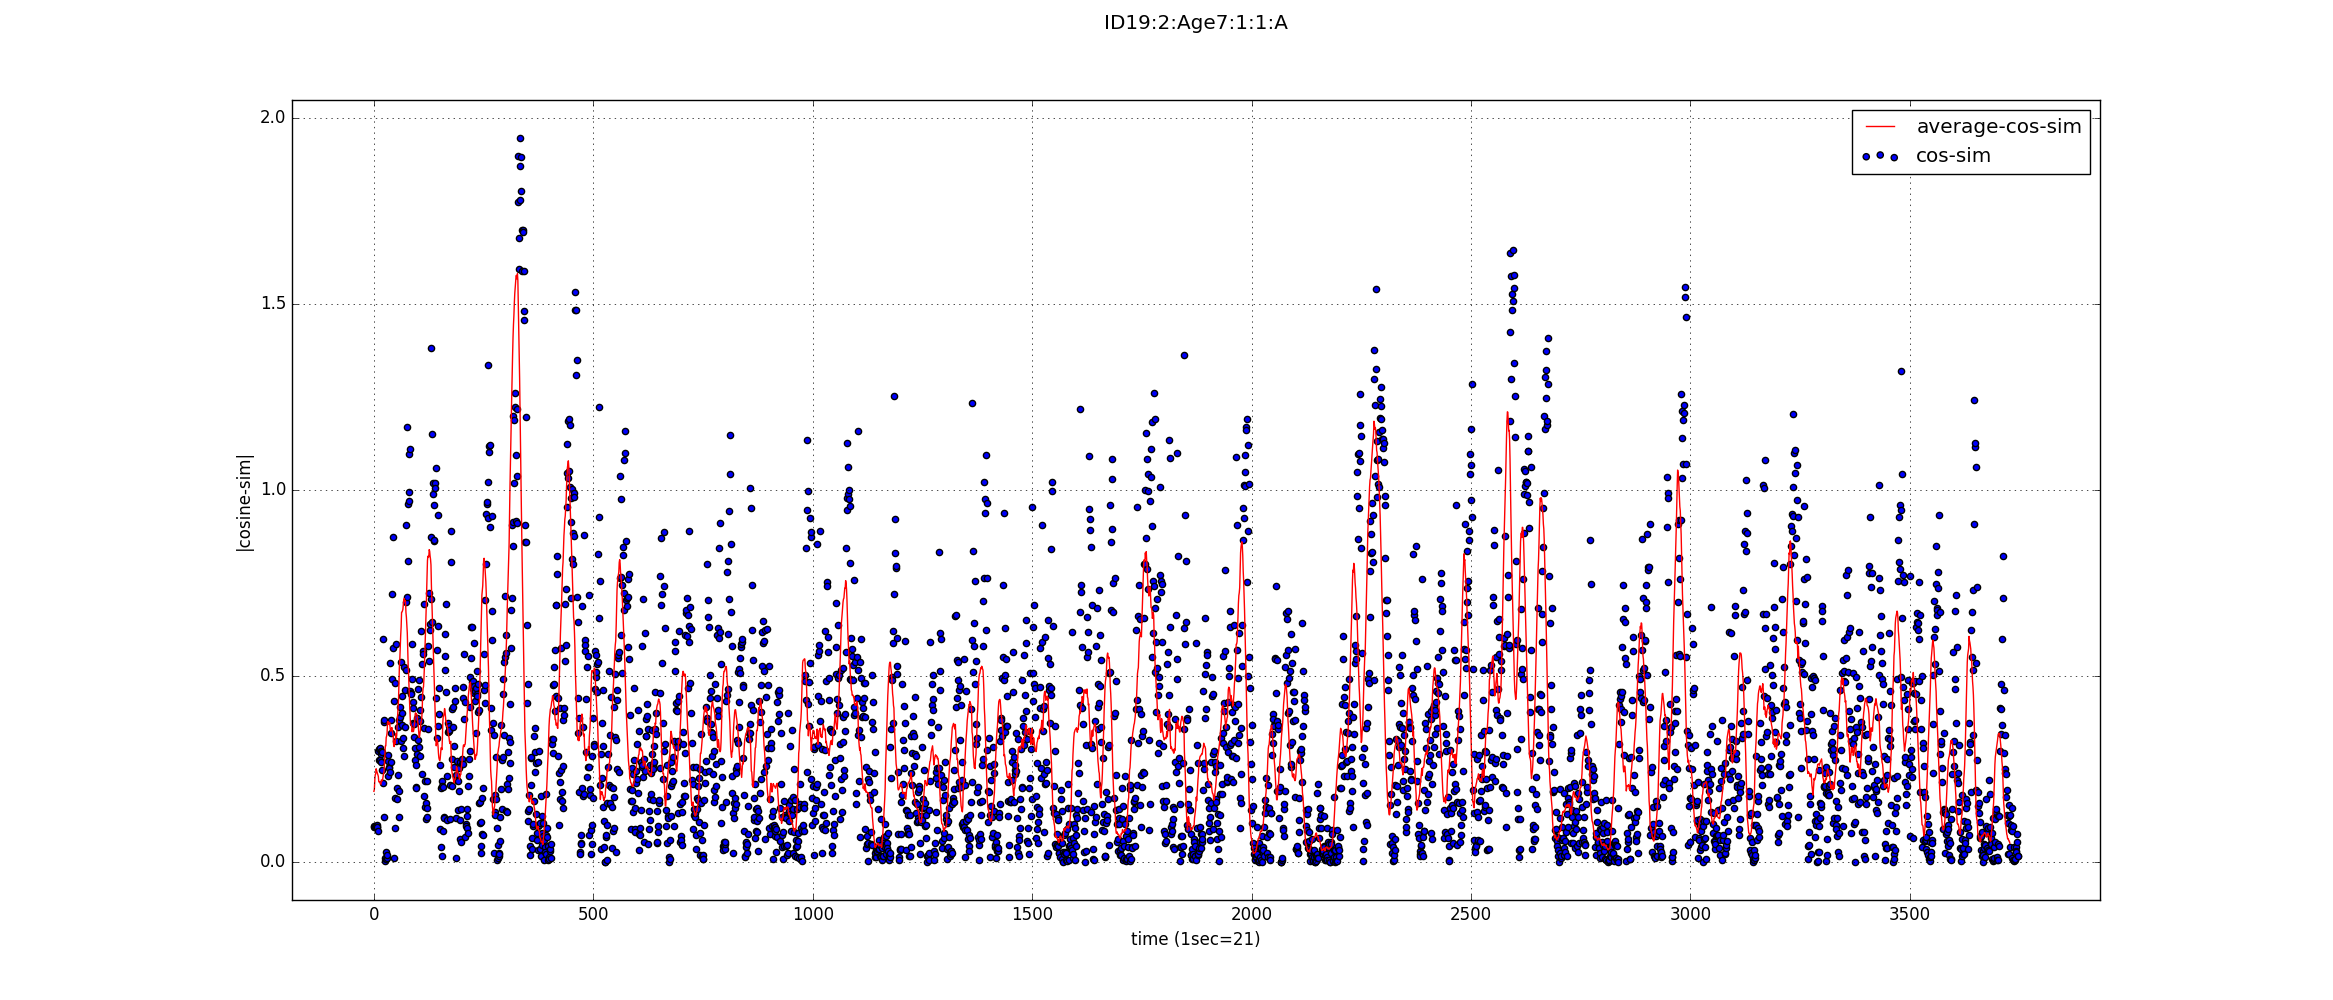 ID19:2:Age7:1:1:A
average-cos-sim
cos-sim
|cosine-sim|
2.0
1.5
1.0
0.5
0.0
0 500 1000 1500 2000 2500 3000 3500
time (1sec=21)